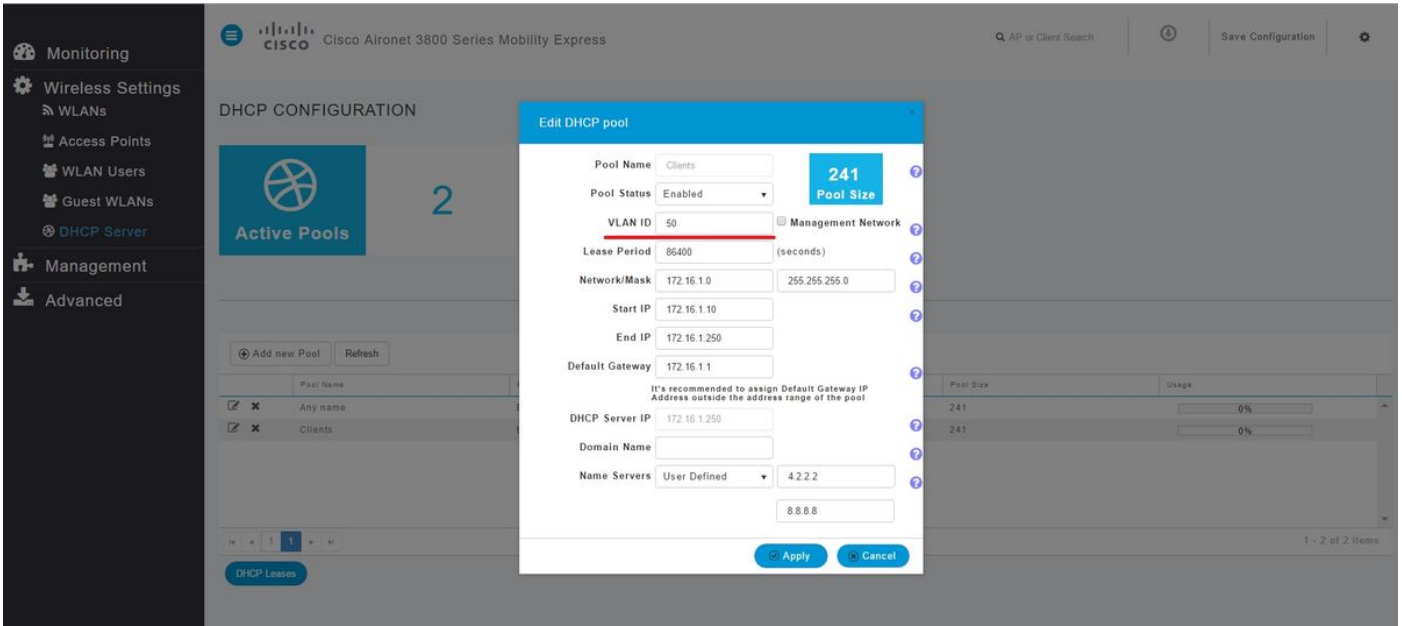 CISCO Cisco Aironet 3800 Series Mobility Express
AP or Client Search
Save Configuration
Monitoring
Wireless Settings
WLANs
Access Points
WLAN Users
Guest WLANs
DHCP Server
Management
Advanced
DHCP CONFIGURATION
2
Active Pools
Add new Pool Refresh
Pool Name Pool Size Usage
Any name 241 0%
Clients 241 0%
1 1
1 - 2 of 2 items
DHCP Leases
Edit DHCP pool
Pool Name Clients
241
Pool Size
Pool Status Enabled
VLAN ID 50 Management Network
Lease Period 86400 (seconds)
Network/Mask 172.16.1.0 255.255.255.0
Start IP 172.16.1.10
End IP 172.16.1.250
Default Gateway 172.16.1.1
It's recommended to assign Default Gateway IP
Address outside the address range of the pool
DHCP Server IP 172.16.1.250
Domain Name
Name Servers User Defined 4.2.2.2
8.8.8.8
Apply Cancel